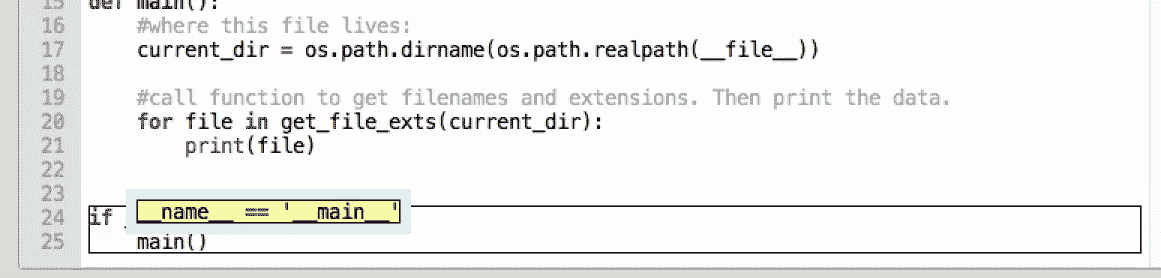 15 def main():
16 #where this file lives:
17 current_dir = os.path.dirname(os.path.realpath(__file__))
18
19 #call function to get filenames and extensions. Then print the data.
20 for file in get_file_exts(current_dir):
21 print(file)
22
23
24 if __name__ == '__main__'
25 main()